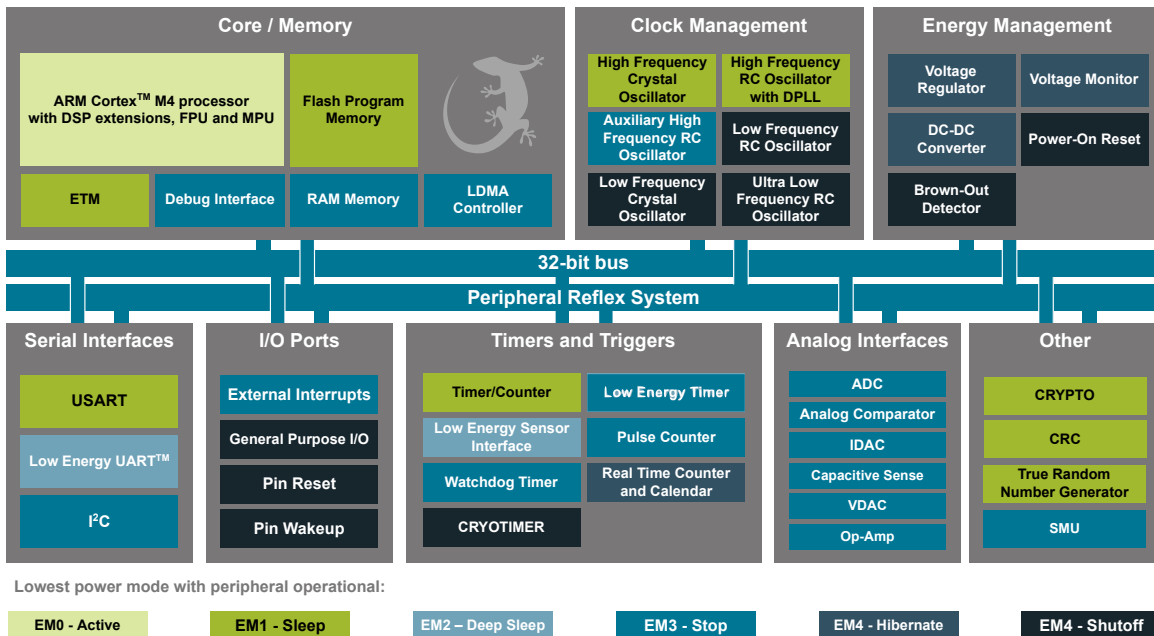 Core / Memory
ARM Cortex™ M4 processor
with DSP extensions, FPU and MPU
Flash Program
Memory
ETM
Debug Interface
RAM Memory
LDMA
Controller
Clock Management
High Frequency
Crystal
Oscillator
High Frequency
RC Oscillator
with DPLL
Auxiliary High
Frequency RC
Oscillator
Low Frequency
RC Oscillator
Low Frequency
Crystal
Oscillator
Ultra Low
Frequency RC
Oscillator
Energy Management
Voltage
Regulator
Voltage Monitor
DC-DC
Converter
Power-On Reset
Brown-Out
Detector
32-bit bus
Peripheral Reflex System
Serial Interfaces
USART
Low Energy UART™
I²C
I/O Ports
External Interrupts
General Purpose I/O
Pin Reset
Pin Wakeup
Timers and Triggers
Timer/Counter
Low Energy Timer
Low Energy Sensor
Interface
Pulse Counter
Watchdog Timer
Real Time Counter
and Calendar
CRYOTIMER
Analog Interfaces
ADC
Analog Comparator
IDAC
Capacitive Sense
VDAC
Op-Amp
Other
CRYPTO
CRC
True Random
Number Generator
SMU
Lowest power mode with peripheral operational:
EM0 - Active
EM1 - Sleep
EM2 – Deep Sleep
EM3 - Stop
EM4 - Hibernate
EM4 - Shutoff